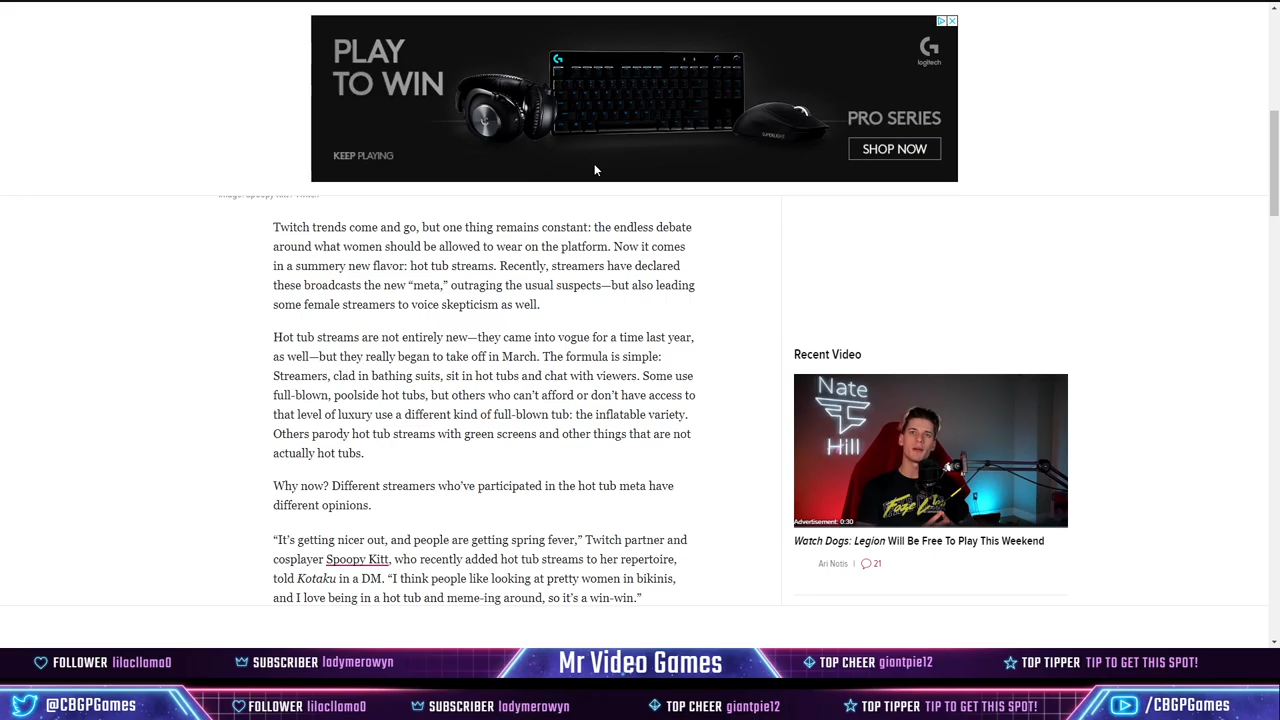 PLAY
TO WIN
KEEP PLAYING
logitech
PRO SERIES
SHOP NOW
SUPERLIGHT
Image: Spoopy Kitt / Twitch
Twitch trends come and go, but one thing remains constant: the endless debate
around what women should be allowed to wear on the platform. Now it comes
in a summery new flavor: hot tub streams. Recently, streamers have declared
these broadcasts the new “meta,” outraging the usual suspects—but also leading
some female streamers to voice skepticism as well.
Hot tub streams are not entirely new—they came into vogue for a time last year,
as well—but they really began to take off in March. The formula is simple:
Streamers, clad in bathing suits, sit in hot tubs and chat with viewers. Some use
full-blown, poolside hot tubs, but others who can’t afford or don’t have access to
that level of luxury use a different kind of full-blown tub: the inflatable variety.
Others parody hot tub streams with green screens and other things that are not
actually hot tubs.
Why now? Different streamers who’ve participated in the hot tub meta have
different opinions.
“It’s getting nicer out, and people are getting spring fever,” Twitch partner and
cosplayer Spoopy Kitt, who recently added hot tub streams to her repertoire,
told Kotaku in a DM. “I think people like looking at pretty women in bikinis,
and I love being in a hot tub and meme-ing around, so it’s a win-win.”
Recent Video
Nate
Hill
Advertisement: 0:30
Watch Dogs: Legion Will Be Free To Play This Weekend
Ari Notis | 21
FOLLOWER lilacllama0 SUBSCRIBER ladymerowyn Mr Video Games TOP CHEER giantpie12 TOP TIPPER TIP TO GET THIS SPOT!
@CBGPGames FOLLOWER lilacllama0 SUBSCRIBER ladymerowyn TOP CHEER giantpie12 TOP TIPPER TIP TO GET THIS SPOT! /CBGPGames